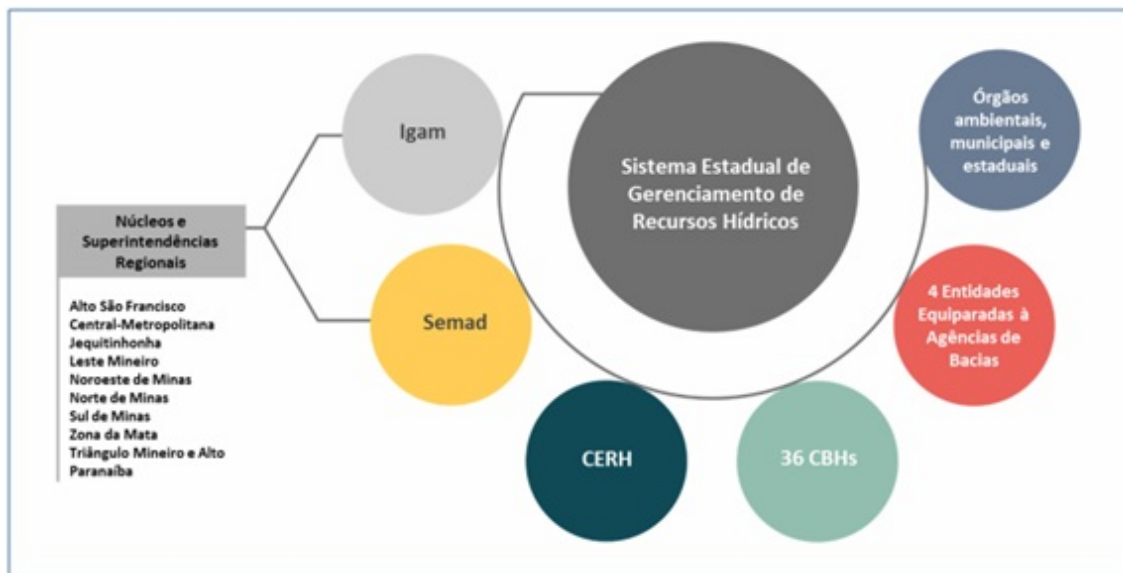 Igam
Sistema Estadual de
Gerenciamento de
Recursos Hídricos
Órgãos
ambientais,
municipais e
estaduais
Núcleos e
Superintendências
Regionais
Alto São Francisco
Central-Metropolitana
Jequitinhonha
Leste Mineiro
Noroeste de Minas
Norte de Minas
Sul de Minas
Zona da Mata
Triângulo Mineiro e Alto
Paranaíba
Semad
4 Entidades
Equiparadas à
Agências de
Bacias
CERH
36 CBHs